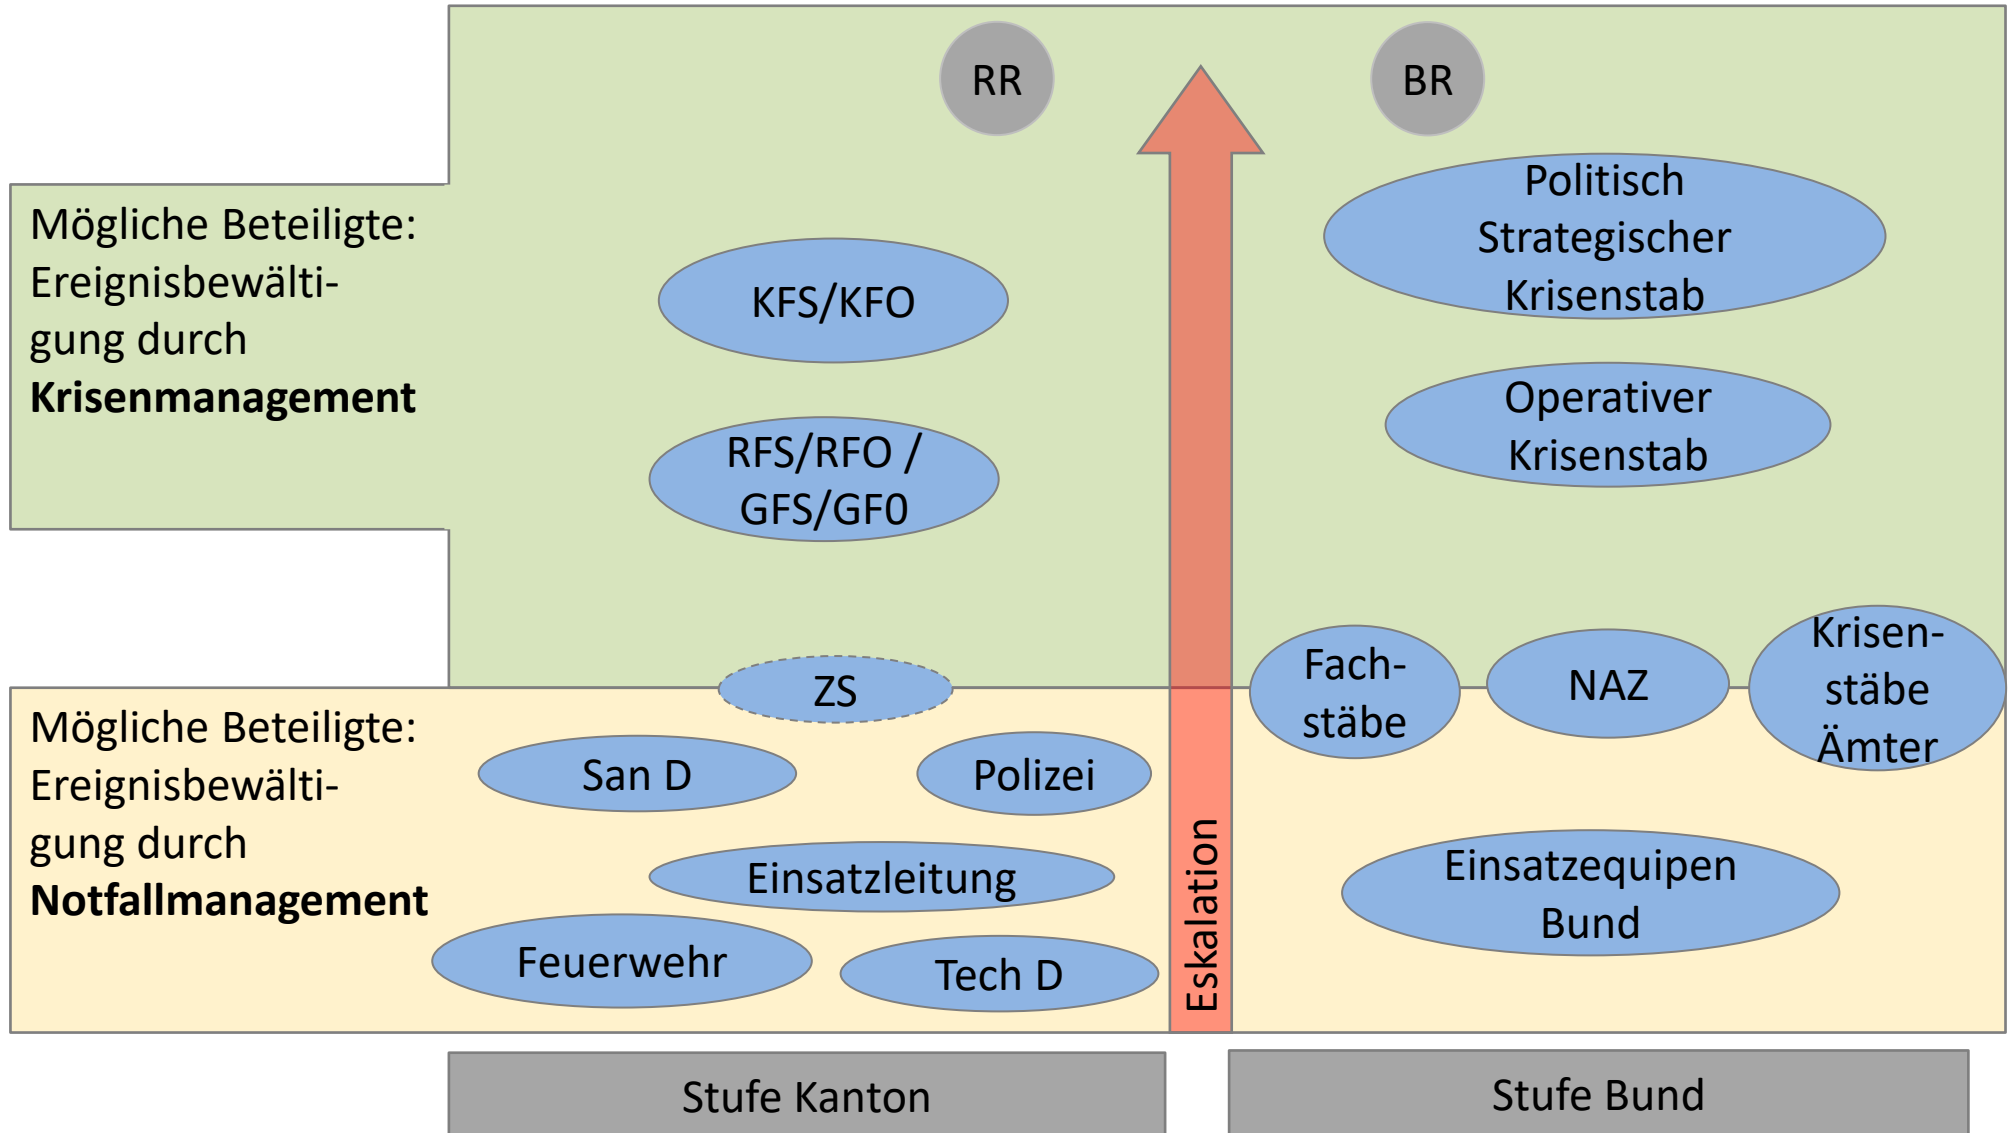 RR
BR
Mögliche Beteiligte:
Ereignisbewälti-
gung durch
Krisenmanagement
KFS/KFO
RFS/RFO /
GFS/GF0
Politisch
Strategischer
Krisenstab
Operativer
Krisenstab
ZS
Fach-
stäbe
NAZ
Krisen-
stäbe
Ämter
Mögliche Beteiligte:
Ereignisbewälti-
gung durch
Notfallmanagement
San D
Polizei
Einsatzleitung
Feuerwehr
Tech D
Eskalation
Einsatzequipen
Bund
Stufe Kanton
Stufe Bund